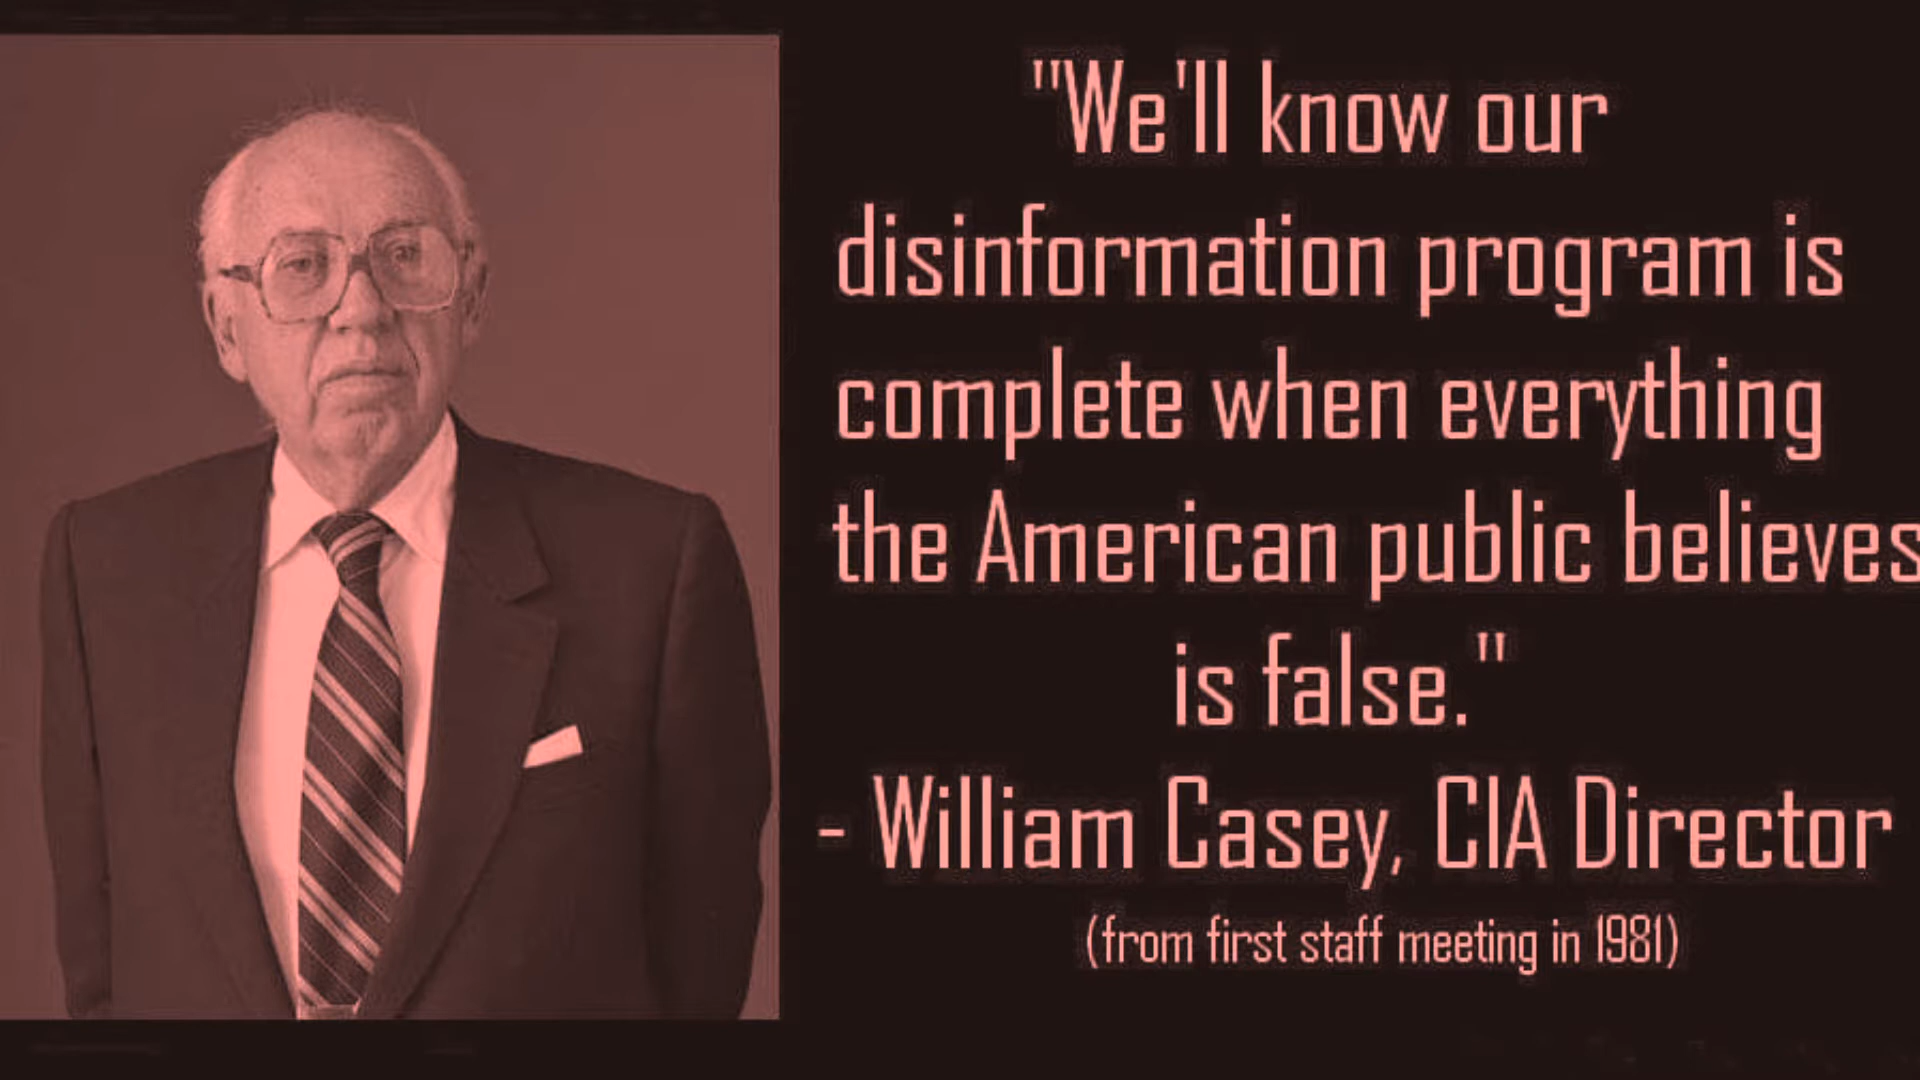 "We'll know our
disinformation program is
complete when everything
the American public believes
is false."
- William Casey, CIA Director
(from first staff meeting in 1981)